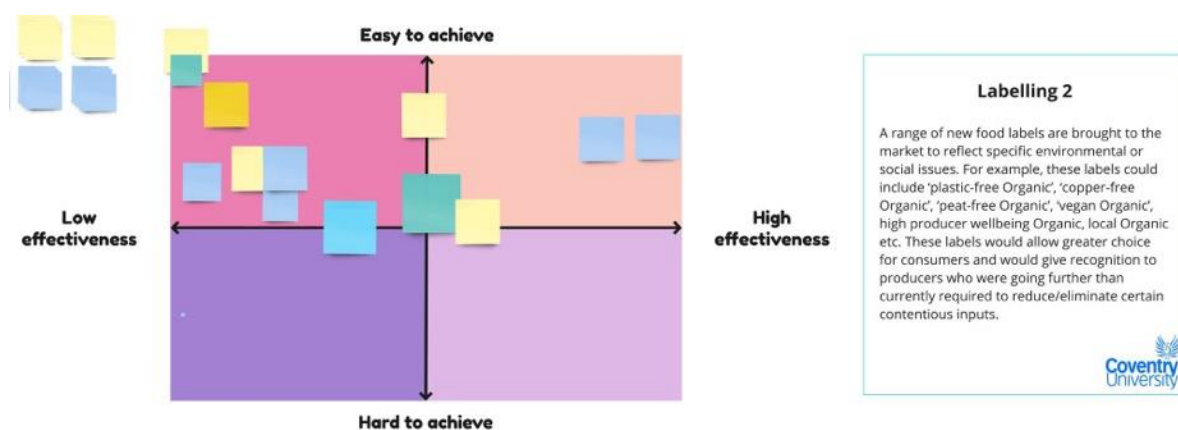 Easy to achieve
Low
effectiveness
High
effectiveness
Hard to achieve
Labelling 2
A range of new food labels are brought to the
market to reflect specific environmental or
social issues. For example, these labels could
include ‘plastic-free Organic’, ‘copper-free
Organic’, ‘peat-free Organic’, ‘vegan Organic’,
high producer wellbeing Organic, local Organic
etc. These labels would allow greater choice
for consumers and would give recognition to
producers who were going further than
currently required to reduce/eliminate certain
contentious inputs.
Coventry
University